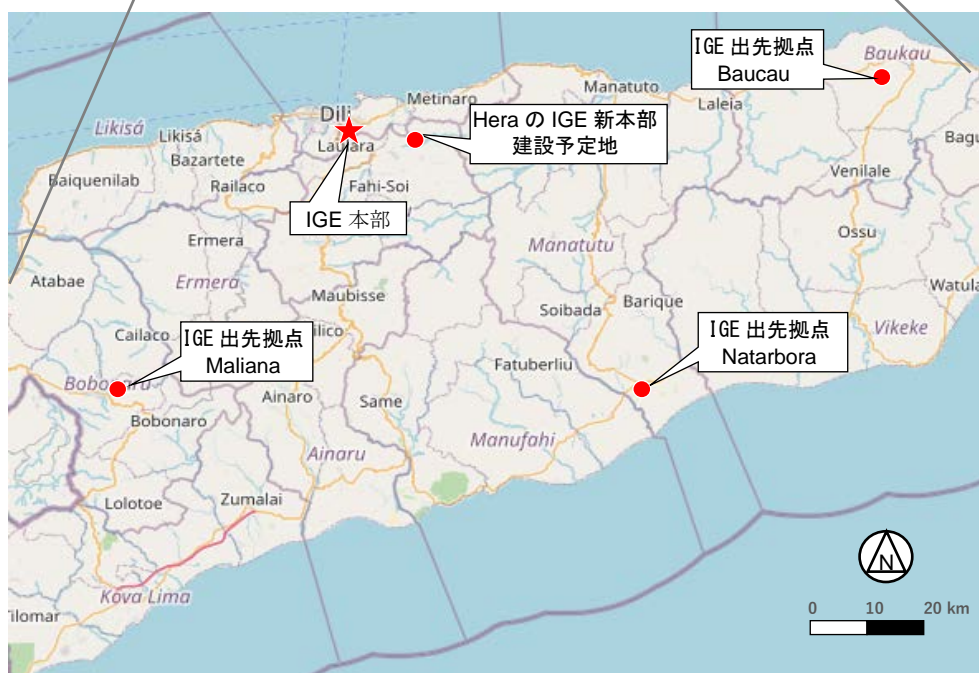 IGE 出先拠点
Baucau
Baukau
Metinaro
Manatuto
Laleia
Dili
Hera の IGE 新本部
建設予定地
Likisá
Likisá
Laulara
Bagu
Bazartete
Baiquenilab
Railaco
Fahi-Soi
Venilale
IGE 本部
Ossu
Ermera
Manatutu
Atabae
Ermera
Maubisse
Watula
Soibada
Barique
IGE 出先拠点
Maliana
Cailaco
ilico
IGE 出先拠点
Natarbora
Vikeke
Fatuberliu
Bobonaru
Ainaro
Same
Bobonaro
Manufahi
Ainaru
Lolotoe
Zumalai
N
Kova Lima
Tilomar
0 10 20 km